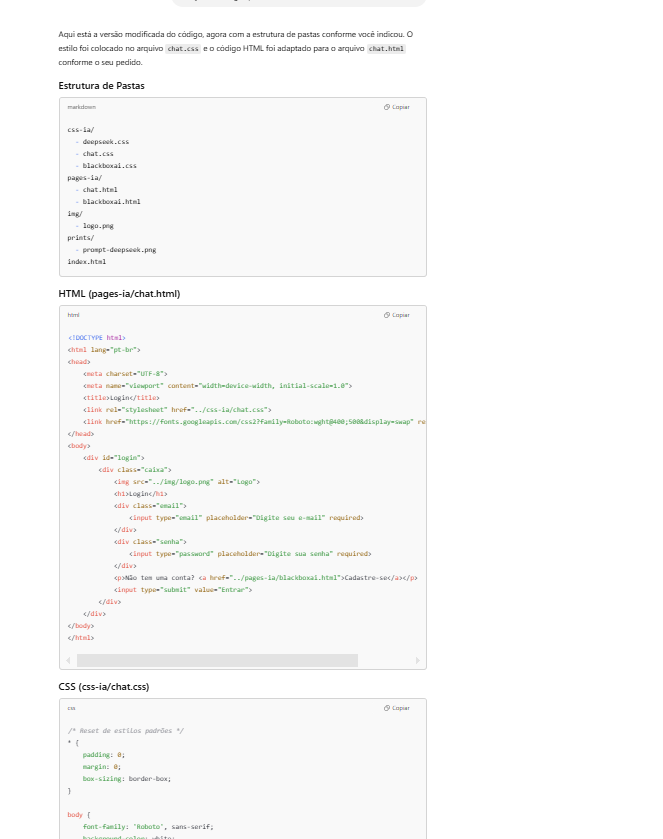 Aqui está a versão modificada do código, agora com a estrutura de pastas conforme você indicou. O
estilo foi colocado no arquivo chat.css e o código HTML foi adaptado para o arquivo chat.html
conforme o seu pedido.
Estrutura de Pastas
markdown
Copiar
css-ia/
- deepseek.css
- chat.css
- blackboxai.css
pages-ia/
- chat.html
- blackboxai.html
img/
- logo.png
prints/
- prompt-deepseek.png
index.html
HTML (pages-ia/chat.html)
html
Copiar
<!DOCTYPE html>
<html lang="pt-br">
<head>
<meta charset="UTF-8">
<meta name="viewport" content="width=device-width, initial-scale=1.0">
<title>Login</title>
<link rel="stylesheet" href="../css-ia/chat.css">
<link href="https://fonts.googleapis.com/css2?family=Roboto:wght@400;500&display=swap" re
</head>
<body>
<div id="login">
<div class="caixa">
<img src="../img/logo.png" alt="Logo">
<h1>Login</h1>
<div class="email">
<input type="email" placeholder="Digite seu e-mail" required>
</div>
<div class="senha">
<input type="password" placeholder="Digite sua senha" required>
</div>
<p>Não tem uma conta? <a href="../pages-ia/blackboxai.html">Cadastre-se</a></p>
<input type="submit" value="Entrar">
</div>
</div>
</body>
</html>
CSS (css-ia/chat.css)
css
Copiar
/* Reset de estilos padrões */
* {
padding: 0;
margin: 0;
box-sizing: border-box;
}
body {
font-family: 'Roboto', sans-serif;